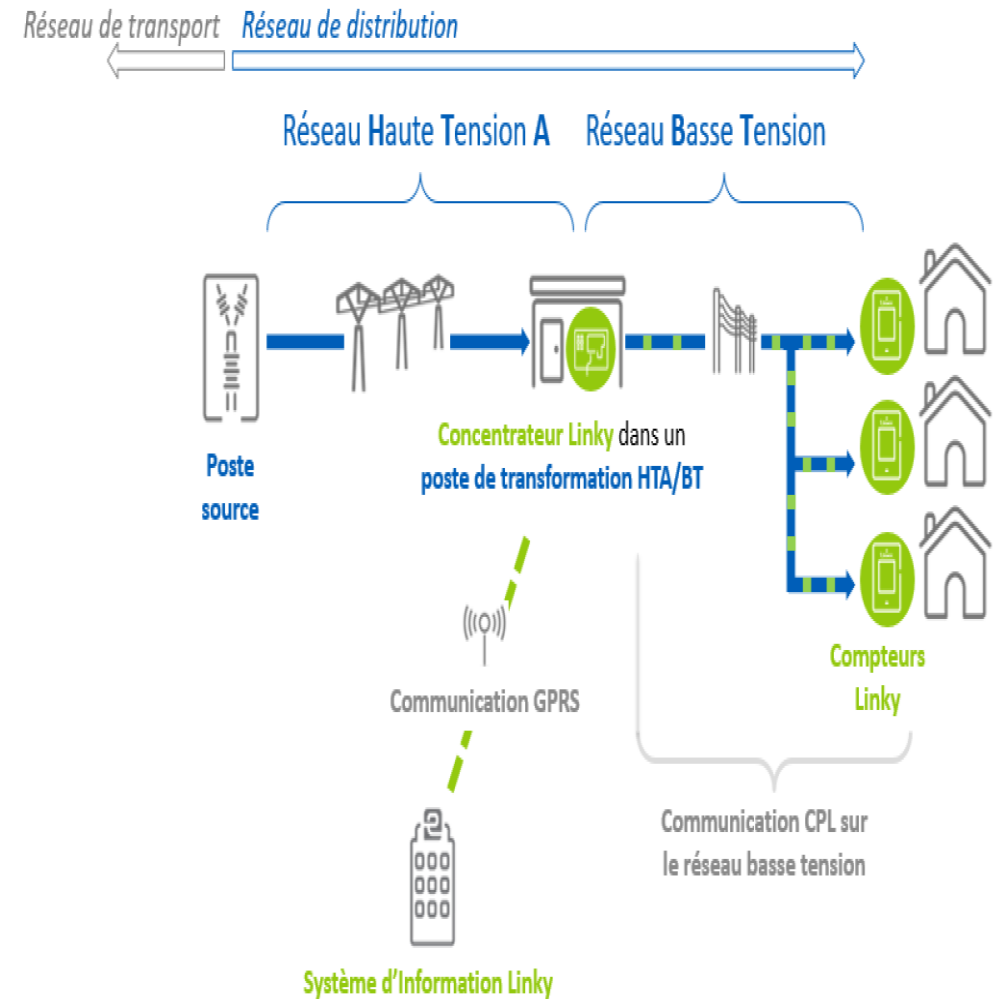 Réseau de transport Réseau de distribution
Réseau Haute Tension A Réseau Basse Tension
Concentrateur Linky dans un
poste de transformation HTA/BT
Poste
source
Compteurs
Linky
Communication GPRS
Communication CPL sur
le réseau basse tension
Système d'Information Linky